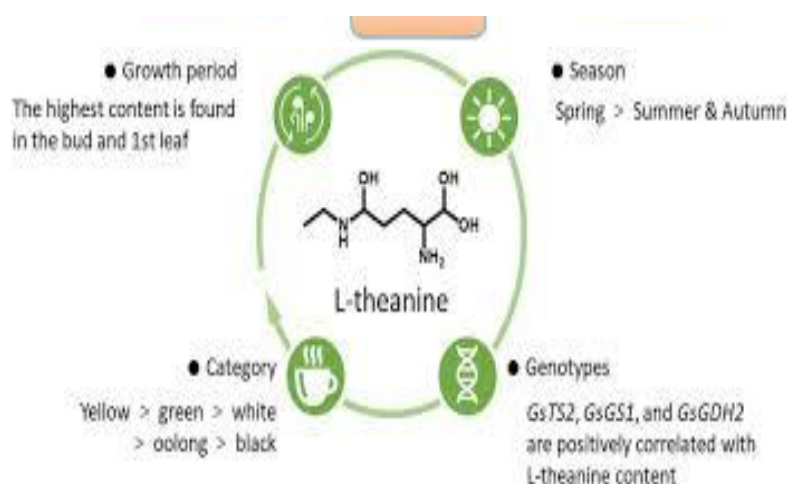 ● Growth period
The highest content is found
in the bud and 1st leaf
● Season
Spring > Summer & Autumn
OH
OH
N
H
OH
NH₂
L-theanine
● Category
Yellow > green > white
> oolong > black
● Genotypes
GsTS2, GsGS1, and GsGDH2
are positively correlated with
L-theanine content